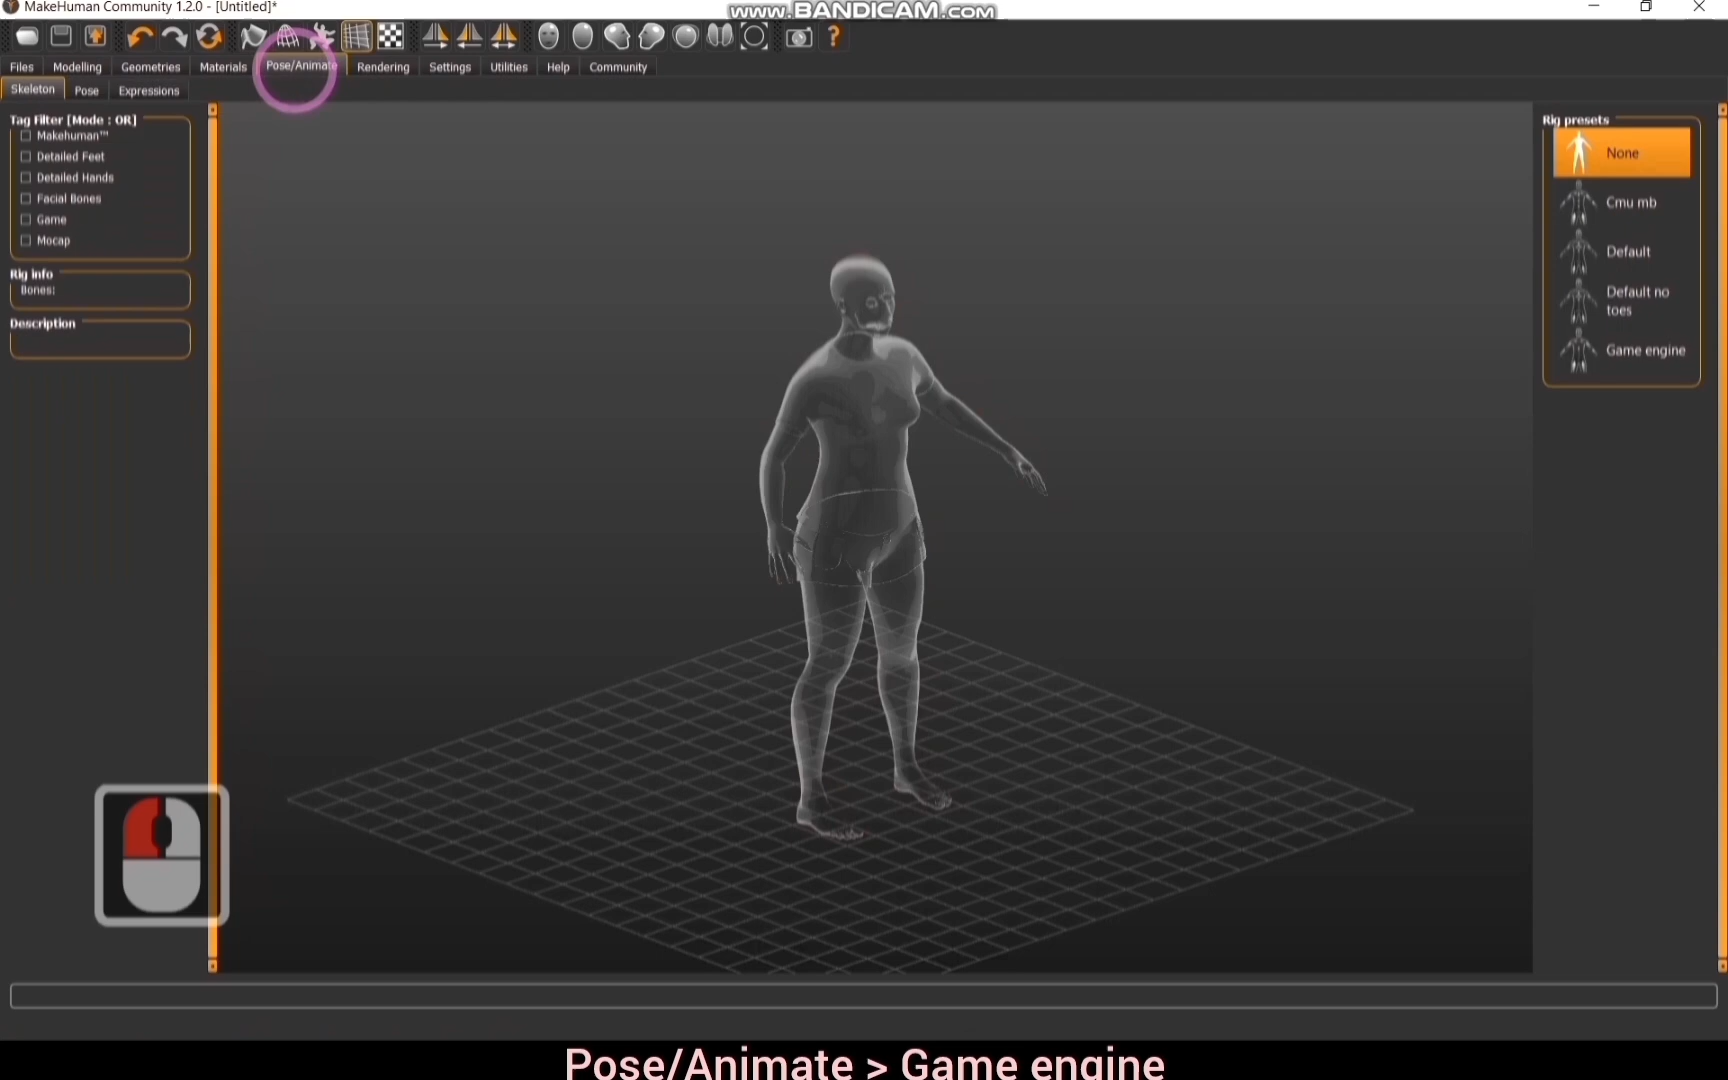 MakeHuman Community 1.2.0 - [Untitled]*
www.BANDICAM.COM
Files Modelling Geometries Materials Pose/Animate Rendering Settings Utilities Help Community
Skeleton Pose Expressions
Tag Filter [Mode : OR]
Makehuman™
Detailed Feet
Detailed Hands
Facial Bones
Game
Mocap
Rig info
Bones:
Description
Rig presets
None
Cmu mb
Default
Default no
toes
Game engine
Pose/Animate > Game engine